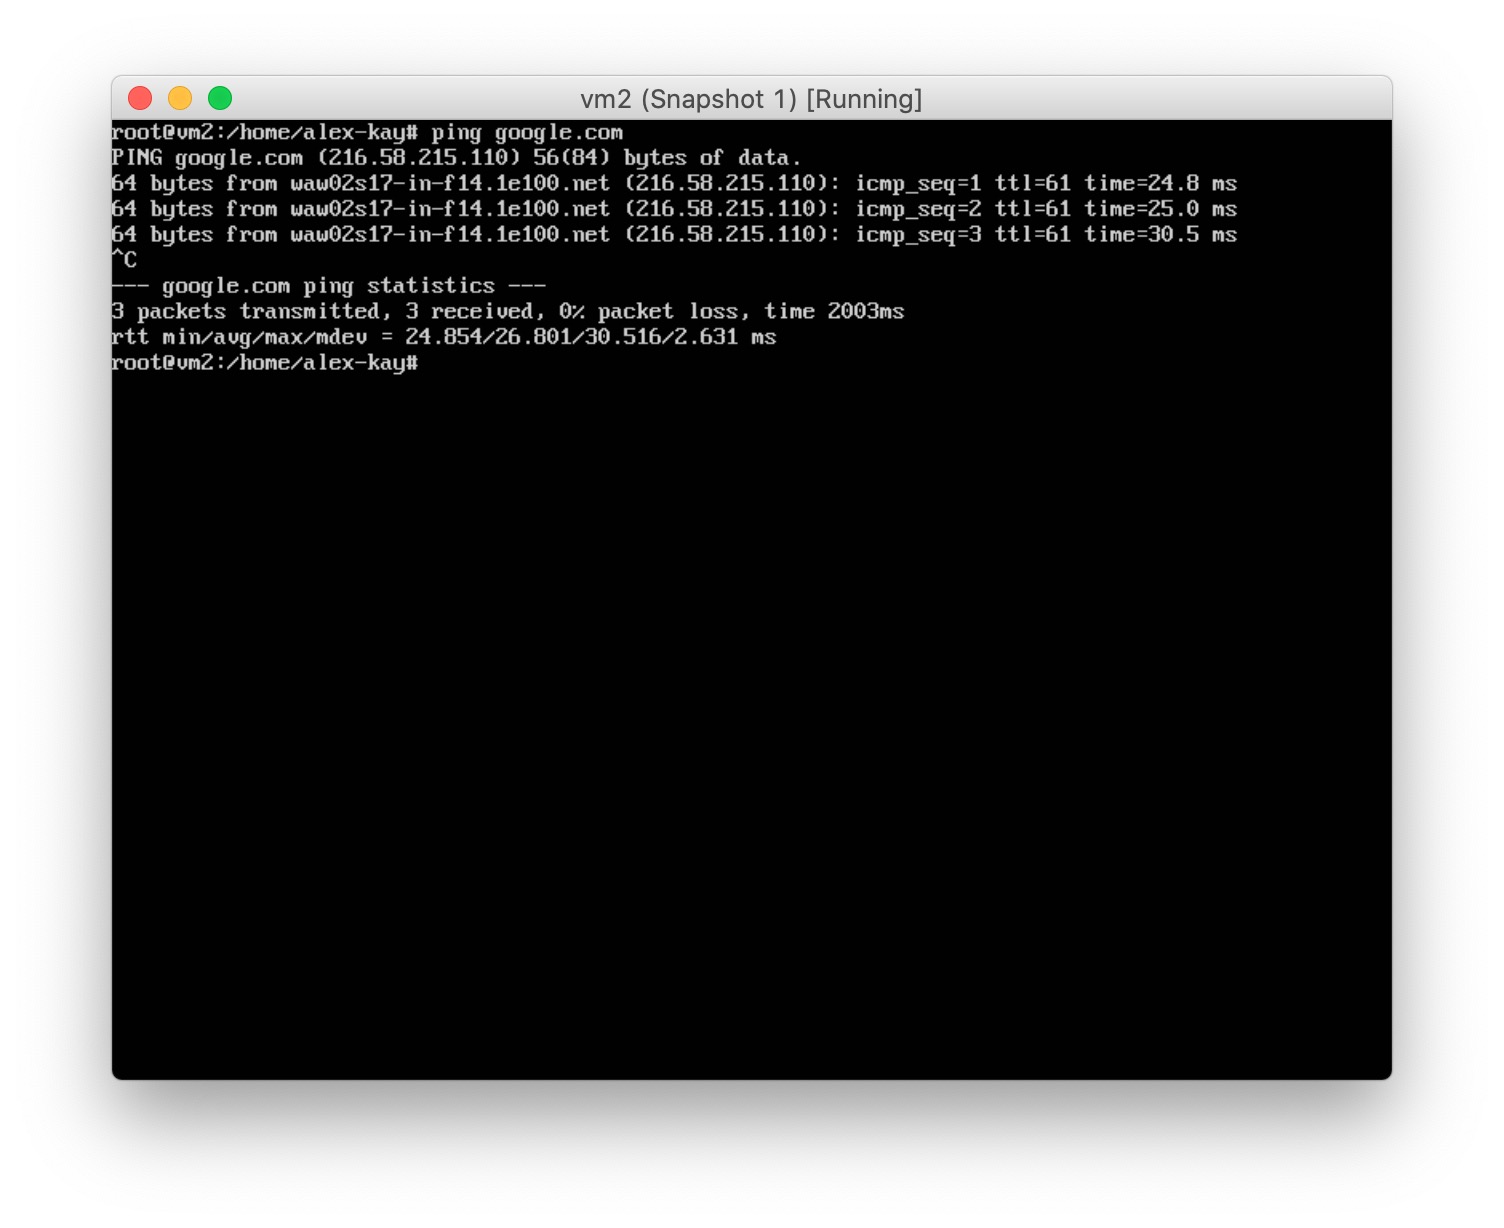 vm2 (Snapshot 1) [Running]
root@vm2:/home/alex-kay# ping google.com
PING google.com (216.58.215.110) 56(84) bytes of data.
64 bytes from waw02s17-in-f14.1e100.net (216.58.215.110): icmp_seq=1 ttl=61 time=24.8 ms
64 bytes from waw02s17-in-f14.1e100.net (216.58.215.110): icmp_seq=2 ttl=61 time=25.0 ms
64 bytes from waw02s17-in-f14.1e100.net (216.58.215.110): icmp_seq=3 ttl=61 time=30.5 ms
^C
--- google.com ping statistics ---
3 packets transmitted, 3 received, 0% packet loss, time 2003ms
rtt min/avg/max/mdev = 24.854/26.801/30.516/2.631 ms
root@vm2:/home/alex-kay#